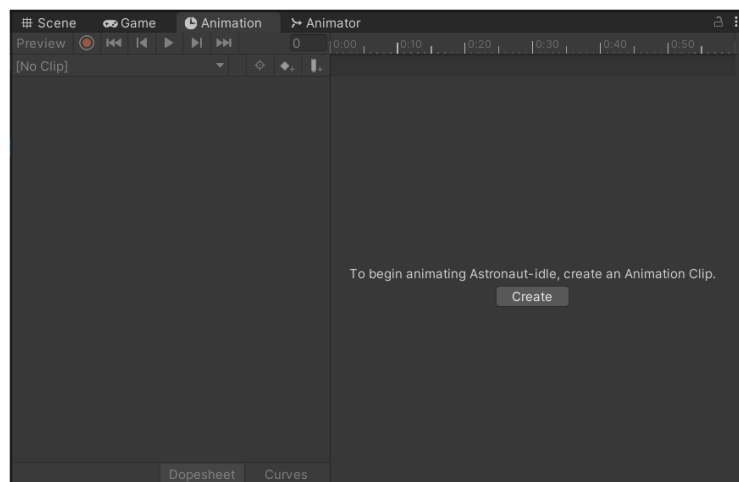 Scene Game Animation Animator
Preview 0 0:00 0:10 0:20 0:30 0:40 0:50
[No Clip]
To begin animating Astronaut-idle, create an Animation Clip.
Create
Dopesheet Curves